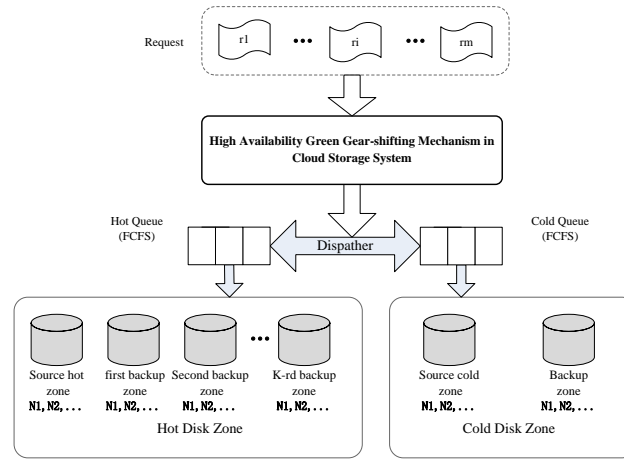 Request
r1 ••• ri ••• rm
High Availability Green Gear-shifting Mechanism in
Cloud Storage System
Hot Queue
(FCFS)
Dispather
Cold Queue
(FCFS)
•••
Source hot
zone
N1, N2, ...
first backup
zone
N1, N2, ...
Second backup
zone
N1, N2, ...
K-rd backup
zone
N1, N2, ...
Hot Disk Zone
Source cold
zone
N1, N2, ...
Backup
zone
N1, N2, ...
Cold Disk Zone